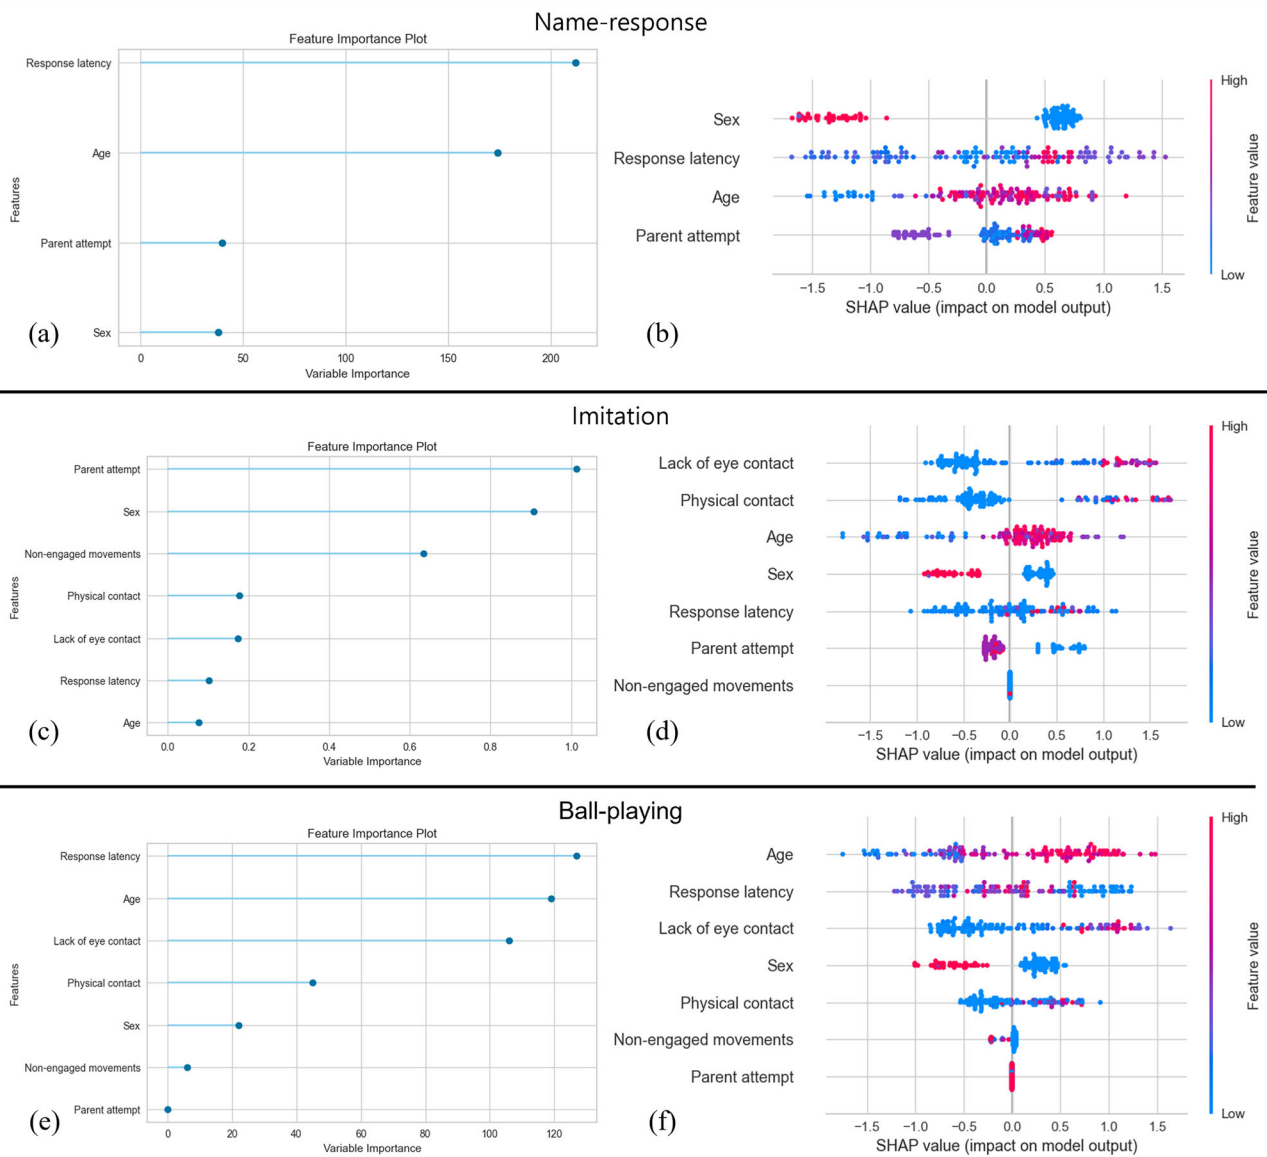 Name-response
Feature Importance Plot
Response latency
Age
Parent attempt
Sex
Features
0 50 100 150 200
Variable Importance
(a)
Sex
Response latency
Age
Parent attempt
−1.5 −1.0 −0.5 0.0 0.5 1.0 1.5
SHAP value (impact on model output)
High
Feature value
Low
(b)
Imitation
Feature Importance Plot
Parent attempt
Sex
Non-engaged movements
Physical contact
Lack of eye contact
Response latency
Age
Features
0.0 0.2 0.4 0.6 0.8 1.0
Variable Importance
(c)
Lack of eye contact
Physical contact
Age
Sex
Response latency
Parent attempt
Non-engaged movements
−1.5 −1.0 −0.5 0.0 0.5 1.0 1.5
SHAP value (impact on model output)
High
Feature value
Low
(d)
Ball-playing
Feature Importance Plot
Response latency
Age
Lack of eye contact
Physical contact
Sex
Non-engaged movements
Parent attempt
Features
0 20 40 60 80 100 120
Variable Importance
(e)
Age
Response latency
Lack of eye contact
Sex
Physical contact
Non-engaged movements
Parent attempt
−1.5 −1.0 −0.5 0.0 0.5 1.0 1.5
SHAP value (impact on model output)
High
Feature value
Low
(f)